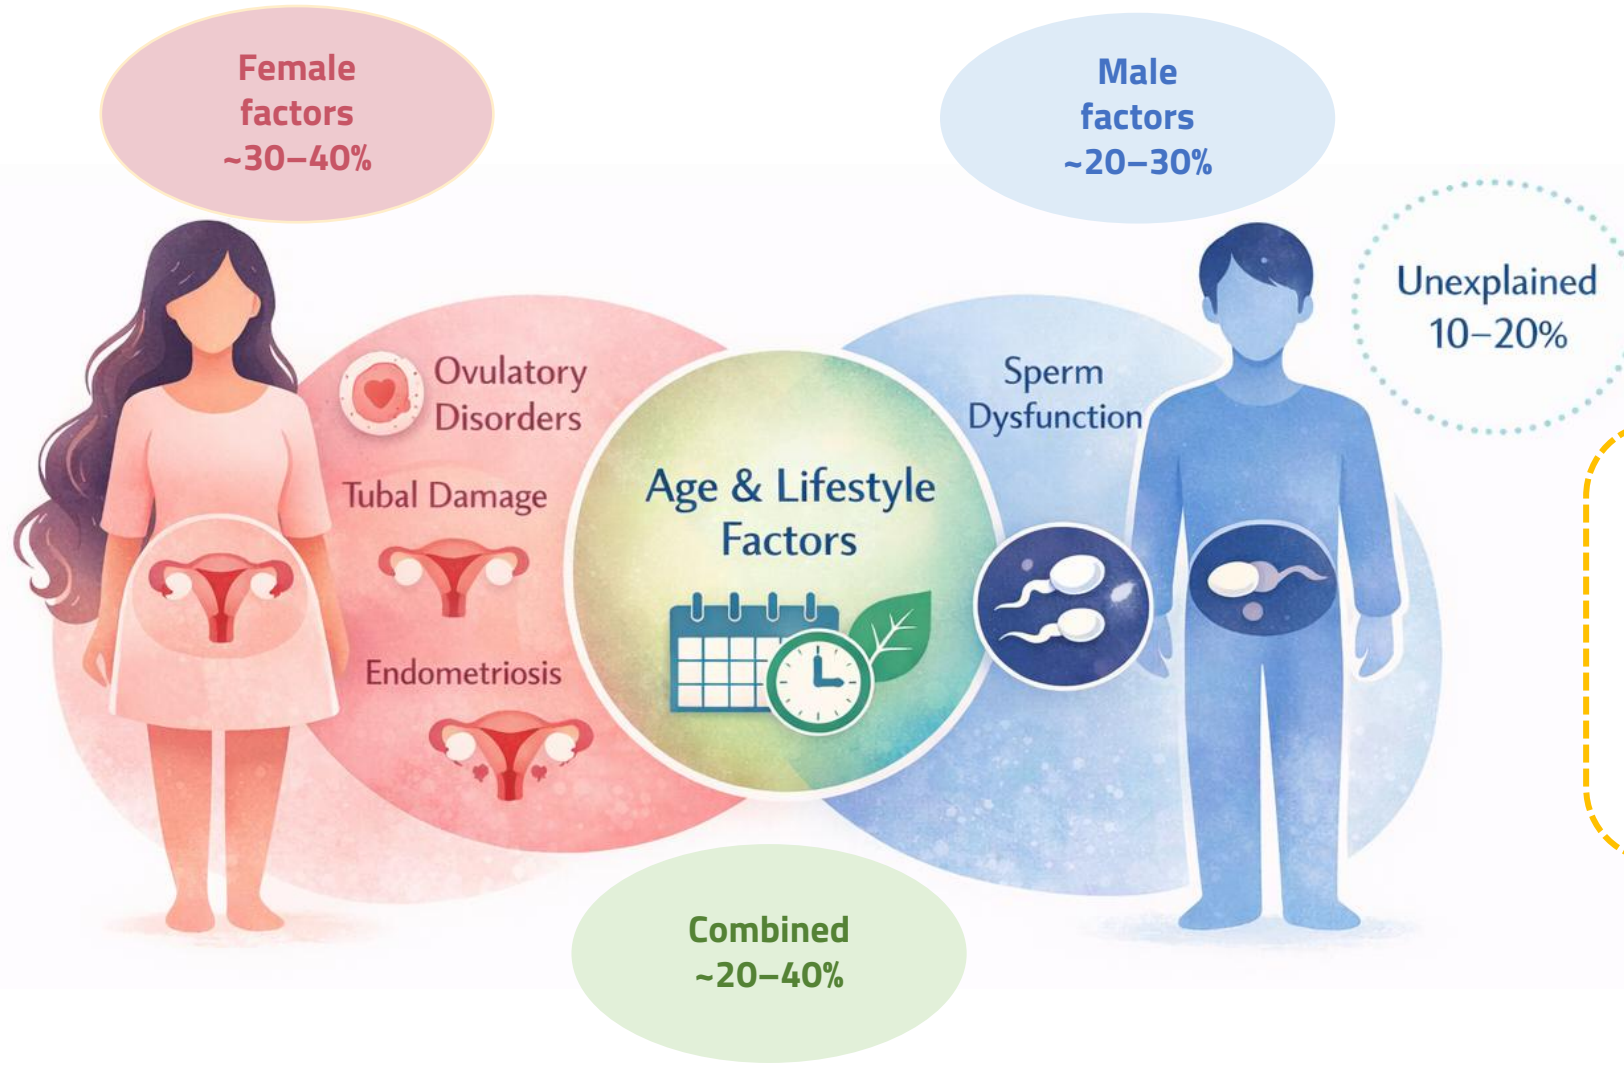 Female
factors
~30–40%
Male
factors
~20–30%
Unexplained
10–20%
Ovulatory
Disorders
Tubal Damage
Endometriosis
Age & Lifestyle
Factors
Sperm
Dysfunction
Combined
~20–40%